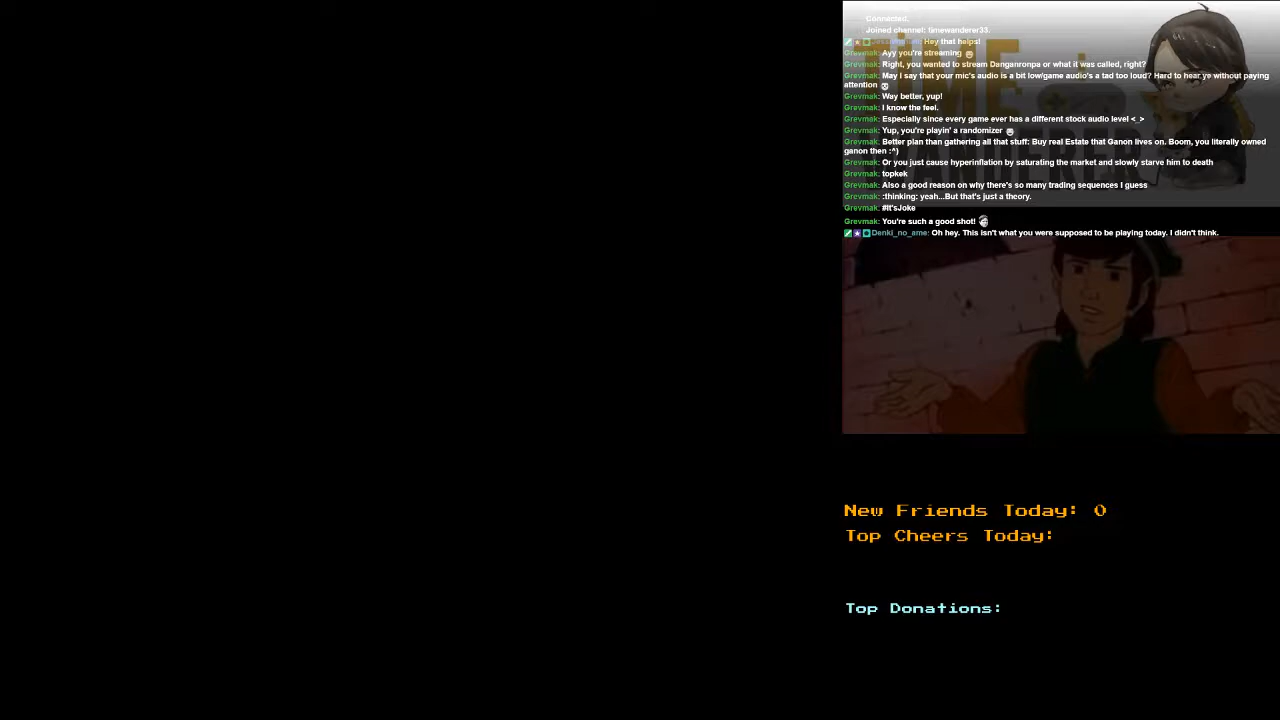 Connected.
Joined channel: timewanderer33.
Hey that helps!
Grevmak: Ayy you're streaming
Grevmak: Right, you wanted to stream Danganronpa or what it was called, right?
Grevmak: May I say that your mic's audio is a bit low/game audio's a tad too loud? Hard to hear ye without paying
attention
Grevmak: Way better, yup!
Grevmak: I know the feel.
Grevmak: Especially since every game ever has a different stock audio level <_>
Grevmak: Yup, you're playin' a randomizer
Grevmak: Better plan than gathering all that stuff: Buy real Estate that Ganon lives on. Boom, you literally owned
ganon then :^)
Grevmak: Or you just cause hyperinflation by saturating the market and slowly starve him to death
Grevmak: topkek
Grevmak: Also a good reason on why there's so many trading sequences I guess
Grevmak: :thinking: yeah...But that's just a theory.
Grevmak: #It'sJoke
Grevmak: You're such a good shot!
Denki_no_ame: Oh hey. This isn't what you were supposed to be playing today. I didn't think.
New Friends Today: 0
Top Cheers Today:
Top Donations: